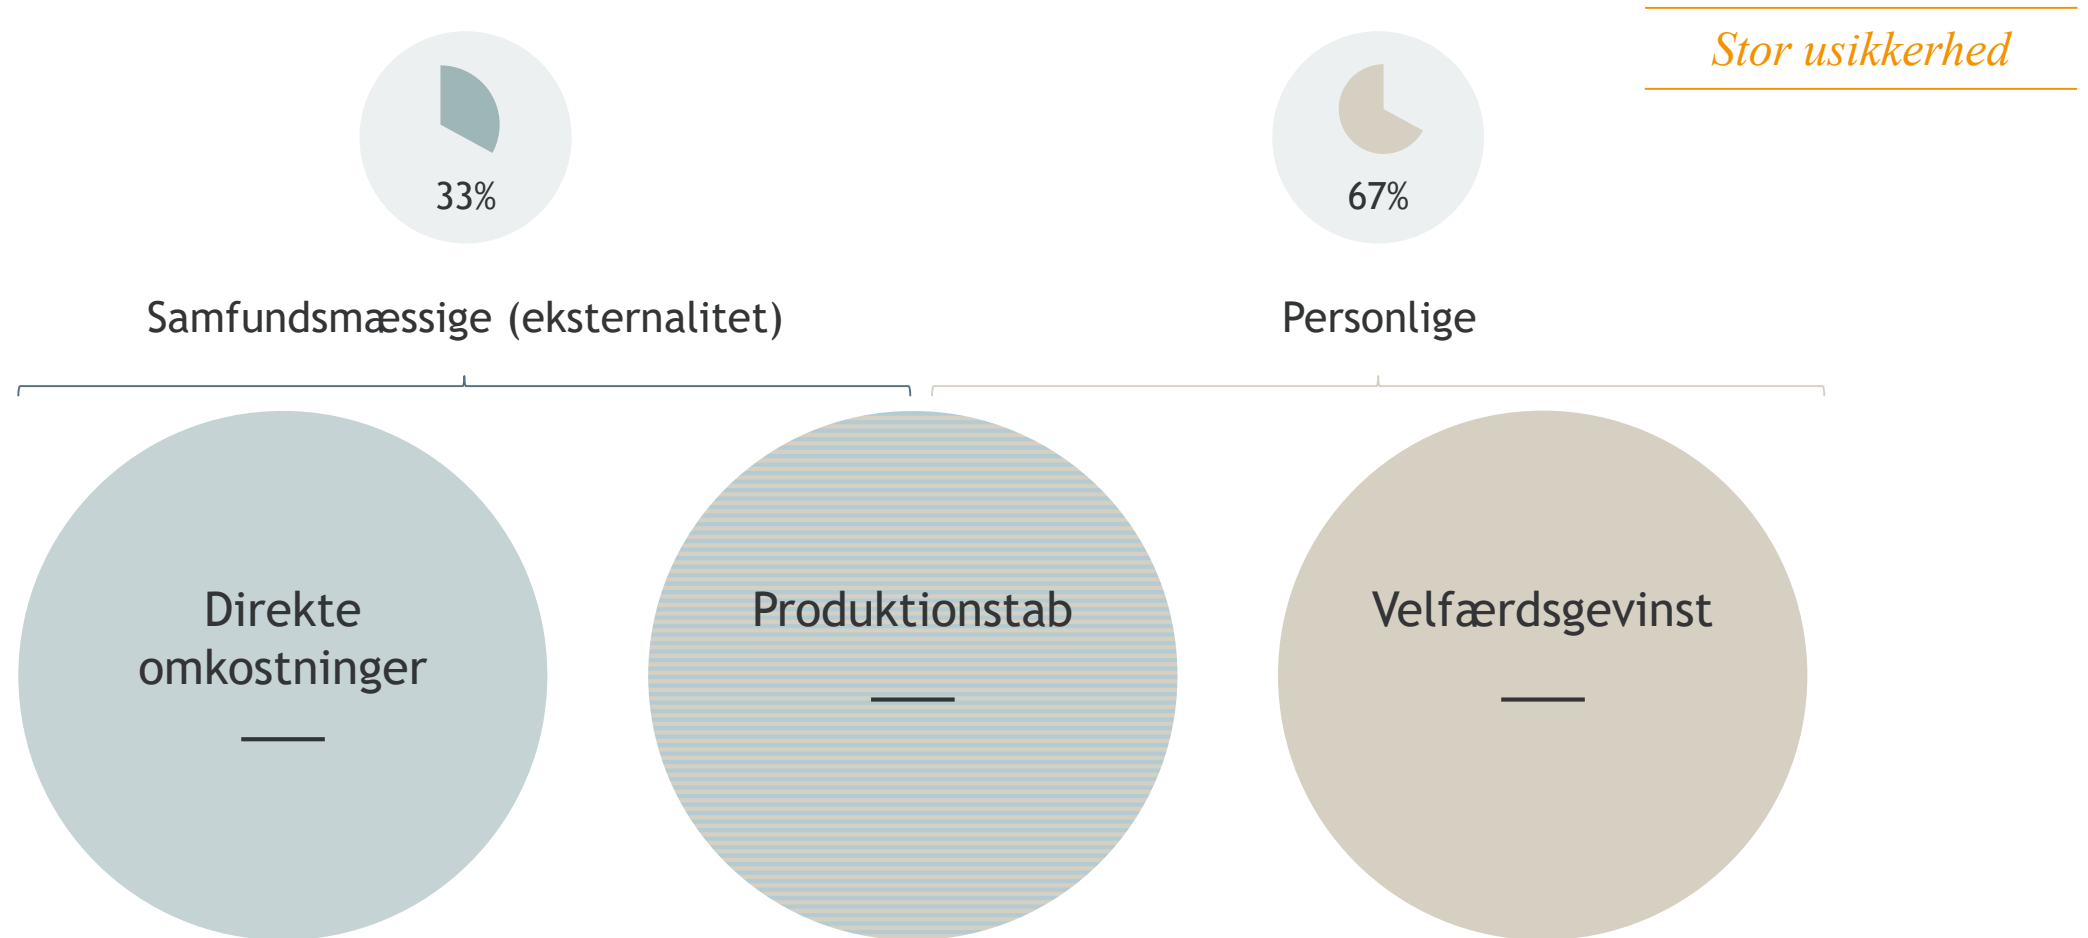 Stor usikkerhed
33%
67%
Samfundsmæssige (eksternalitet)
Personlige
Direkte
omkostninger
Produktionstab
Velfærdsgevinst